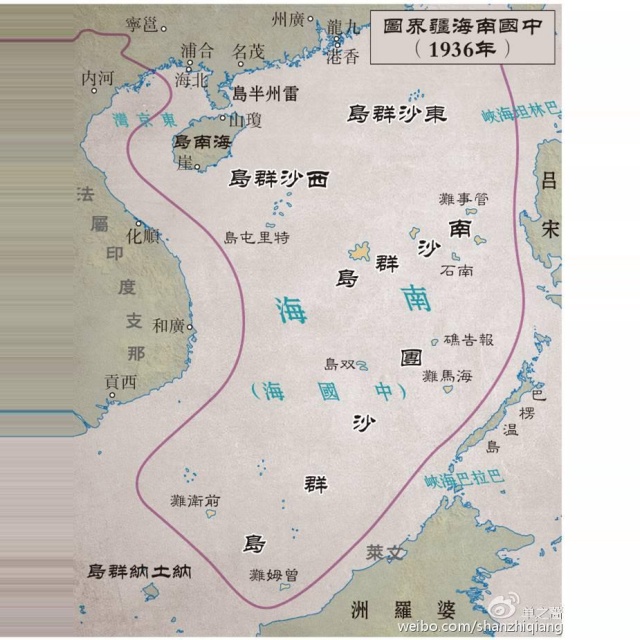 中國南海疆界圖
（1936年）
邕寧
廣州
九龍
香港
合浦
茂名
北海
河内
雷州半島
瓊山
東京灣
海南島
崖
東沙群島
巴林坦海峽
西沙群島
呂宋
管事灘
法屬印度支那
順化
特里屯島
南沙群島
南石
南海
（中國海）
廣和
報告礁
双島
海馬灘
西貢
團沙群島
巴楞温島
巴拉巴海峽
前衛灘
文萊
曾姆灘
納土納群島
婆羅洲
weibo.com/shanzhiqiang